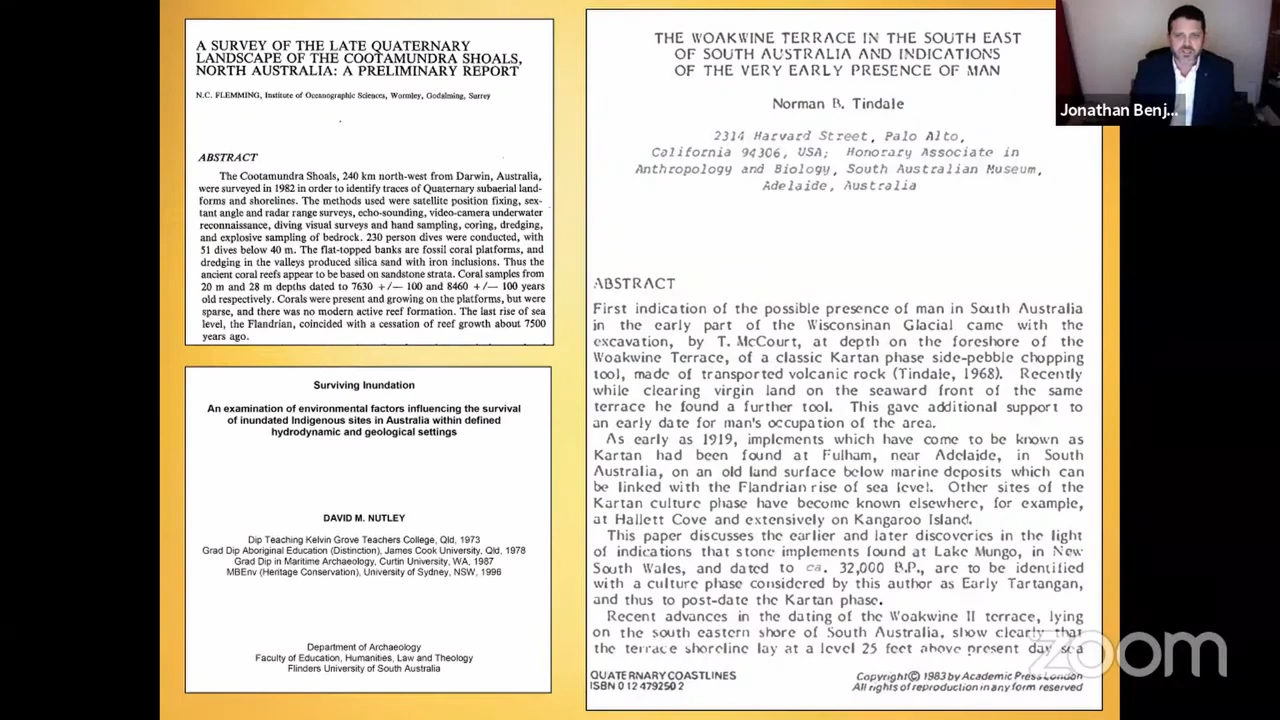 A SURVEY OF THE LATE QUATERNARY
LANDSCAPE OF THE COOTAMUNDRA SHOALS,
NORTH AUSTRALIA: A PRELIMINARY REPORT
N.C. FLEMMING, Institute of Oceanographic Sciences, Wormley, Godalming, Surrey
ABSTRACT
The Cootamundra Shoals, 240 km north-west from Darwin, Australia,
were surveyed in 1982 in order to identify traces of Quaternary subaerial land-
forms and shorelines. The methods used were satellite position fixing, sex-
tant angle and radar range surveys, echo-sounding, video-camera underwater
reconnaissance, diving visual surveys and hand sampling, coring, dredging,
and explosive sampling of bedrock. 230 person dives were conducted, with
51 dives below 40 m. The flat-topped banks are fossil coral platforms, and
dredging in the valleys produced silica sand with iron inclusions. Thus the
ancient coral reefs appear to be based on sandstone strata. Coral samples from
20 m and 28 m depths dated to 7630 +/— 100 and 8460 +/— 100 years
old respectively. Corals were present and growing on the platforms, but were
sparse, and there was no modern active reef formation. The last rise of sea
level, the Flandrian, coincided with a cessation of reef growth about 7500
years ago.
Surviving Inundation
An examination of environmental factors influencing the survival
of inundated Indigenous sites in Australia within defined
hydrodynamic and geological settings
DAVID M. NUTLEY
Dip Teaching Kelvin Grove Teachers College, Qld, 1973
Grad Dip Aboriginal Education (Distinction), James Cook University, Qld, 1978
Grad Dip in Maritime Archaeology, Curtin University, WA, 1987
MBEnv (Heritage Conservation), University of Sydney, NSW, 1996
Department of Archaeology
Faculty of Education, Humanities, Law and Theology
Flinders University of South Australia
THE WOAKWINE TERRACE IN THE SOUTH EAST
OF SOUTH AUSTRALIA AND INDICATIONS
OF THE VERY EARLY PRESENCE OF MAN
Norman B. Tindale
2314 Harvard Street, Palo Alto,
California 94306, USA; Honorary Associate in
Anthropology and Biology, South Australian Museum,
Adelaide, Australia
ABSTRACT
First indication of the possible presence of man in South Australia
in the early part of the Wisconsinan Glacial came with the
excavation, by T. McCourt, at depth on the foreshore of the
Woakwine Terrace, of a classic Kartan phase side-pebble chopping
tool, made of transported volcanic rock (Tindale, 1968). Recently
while clearing virgin land on the seaward front of the same
terrace he found a further tool. This gave additional support to
an early date for man's occupation of the area.
As early as 1919, implements which have come to be known as
Kartan had been found at Fulham, near Adelaide, in South
Australia, on an old land surface below marine deposits which can
be linked with the Flandrian rise of sea level. Other sites of the
Kartan culture phase have become known elsewhere, for example,
at Hallett Cove and extensively on Kangaroo Island.
This paper discusses the earlier and later discoveries in the light
of indications that stone implements found at Lake Mungo, in New
South Wales, and dated to ca. 32,000 B.P., are to be identified
with a culture phase considered by this author as Early Tartangan,
and thus to post-date the Kartan phase.
Recent advances in the dating of the Woakwine II terrace, lying
on the south eastern shore of South Australia, show clearly that
the terrace shoreline lay at a level 25 feet above present day sea
QUATERNARY COASTLINES
ISBN 0 12 479250 2
Copyright © 1983 by Academic Press London
All rights of reproduction in any form reserved
Jonathan Benj...
zoom